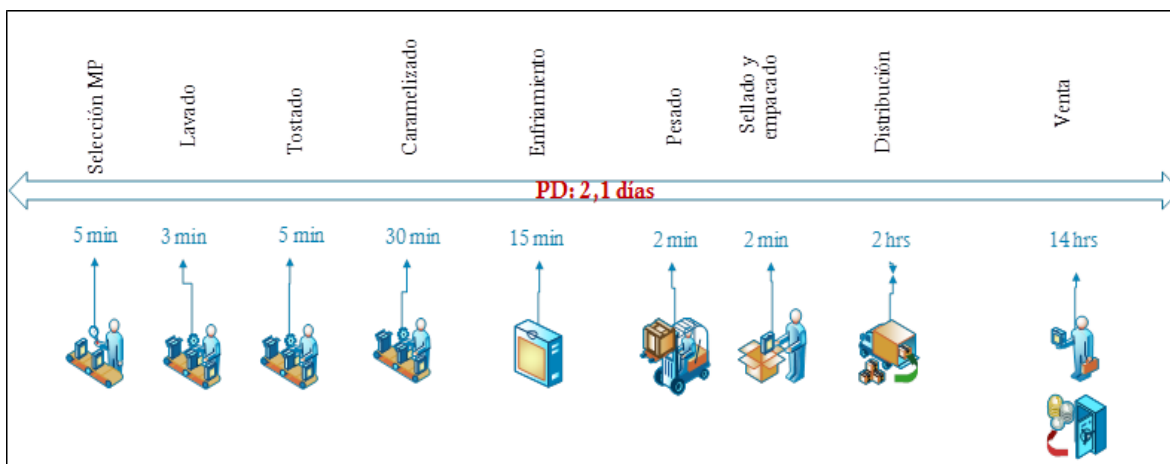 Selección MP
Lavado
Tostado
Caramelizado
Enfriamiento
Pesado
Sellado y
empacado
Distribución
Venta
PD: 2,1 días
5 min
3 min
5 min
30 min
15 min
2 min
2 min
2 hrs
14 hrs